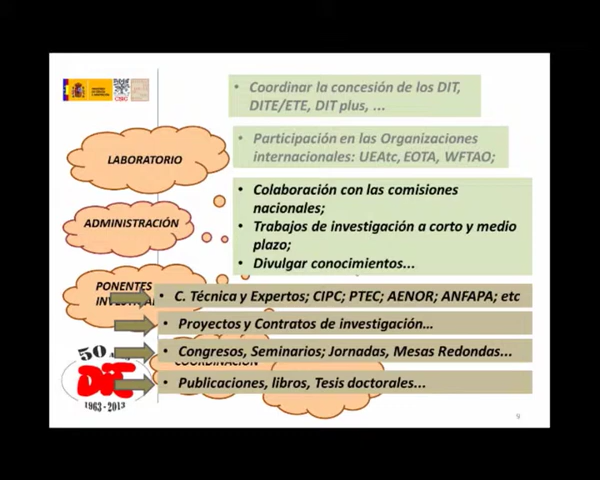 • Coordinar la concesión de los DIT,
DITE/ETE, DIT plus, ...
• Participación en las Organizaciones
internacionales: UEAtc, EOTA, WFTAO;
LABORATORIO
• Colaboración con las comisiones
nacionales;
• Trabajos de investigación a corto y medio
plazo;
• Divulgar conocimientos...
ADMINISTRACIÓN
PONENTES
• C. Técnica y Expertos; CIPC; PTEC; AENOR; ANFAPA; etc
• Proyectos y Contratos de investigación…
• Congresos, Seminarios; Jornadas, Mesas Redondas...
COORDINACIÓN
• Publicaciones, libros, Tesis doctorales...
CSIC
50
DIT
1963-2013
9